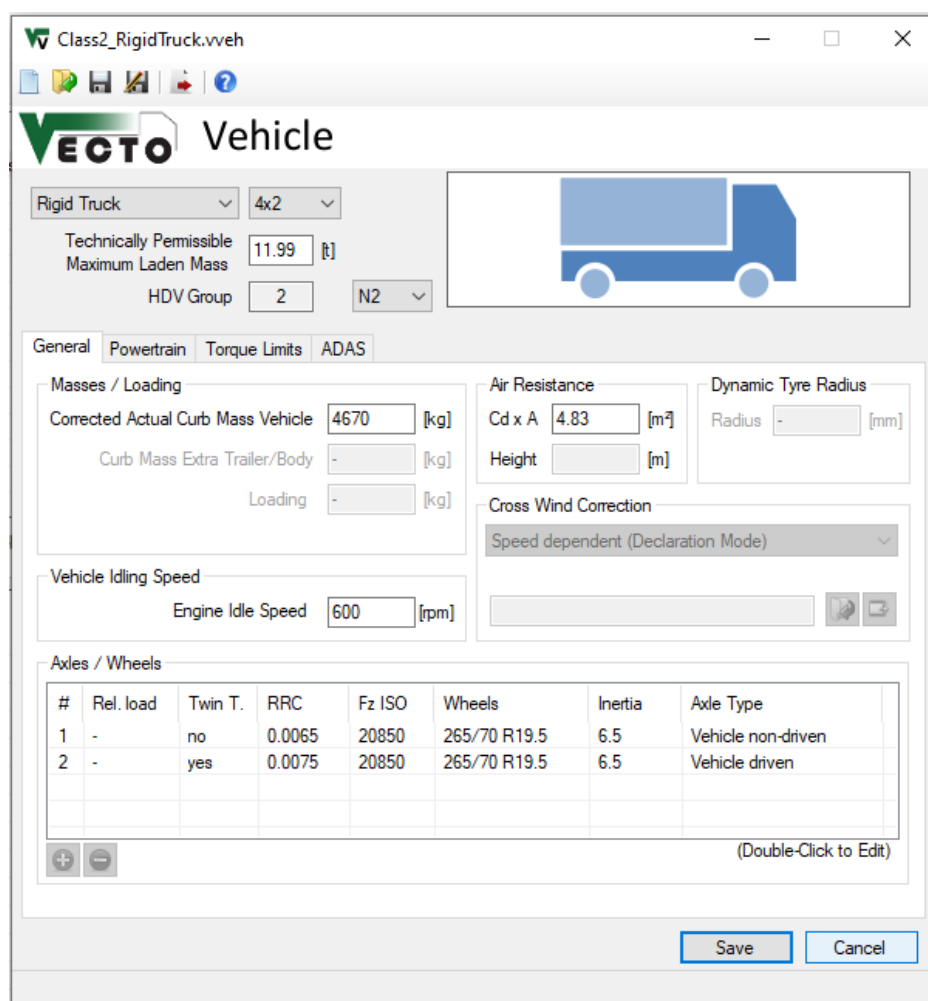 Class2_RigidTruck.vveh
VECTO Vehicle
Rigid Truck 4x2
Technically Permissible
Maximum Laden Mass 11.99 [t]
HDV Group 2 N2
General Powertrain Torque Limits ADAS
Masses / Loading
Corrected Actual Curb Mass Vehicle 4670 [kg]
Curb Mass Extra Trailer/Body - [kg]
Loading - [kg]
Air Resistance
Cd x A 4.83 [m²]
Height [m]
Dynamic Tyre Radius
Radius - [mm]
Cross Wind Correction
Speed dependent (Declaration Mode)
Vehicle Idling Speed
Engine Idle Speed 600 [rpm]
Axles / Wheels
# Rel. load Twin T. RRC Fz ISO Wheels Inertia Axle Type
1 - no 0.0065 20850 265/70 R19.5 6.5 Vehicle non-driven
2 - yes 0.0075 20850 265/70 R19.5 6.5 Vehicle driven
(Double-Click to Edit)
Save Cancel